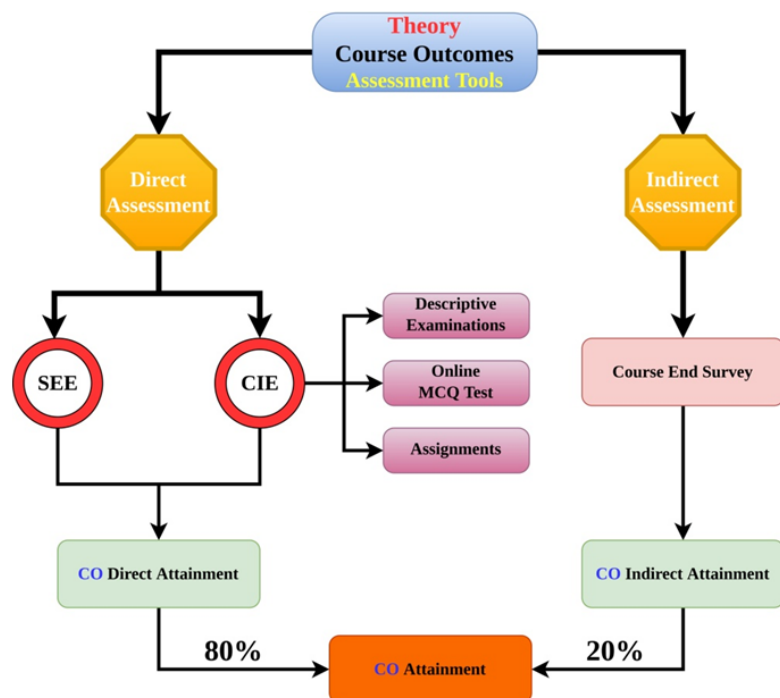 Theory
Course Outcomes
Assessment Tools
Direct
Assessment
Indirect
Assessment
Descriptive
Examinations
SEE
CIE
Online
MCQ Test
Course End Survey
Assignments
CO Direct Attainment
CO Indirect Attainment
80%
20%
CO Attainment